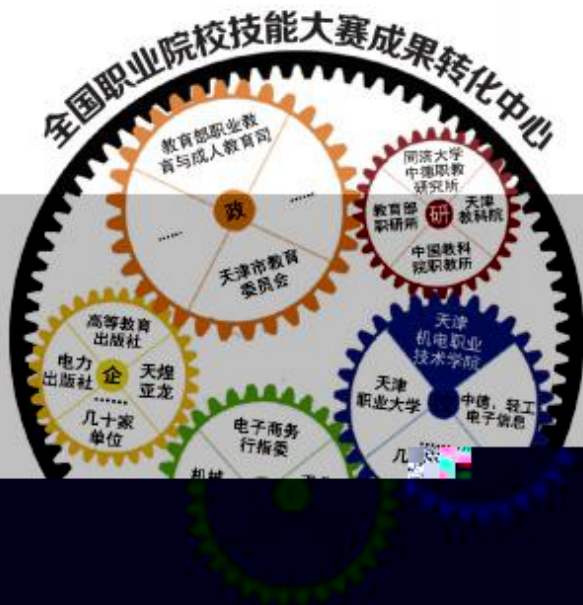 全国职业院校技能大赛成果转化中心
教育部职业教
育与成人教育司
……
政
……
天津市教育
委员会
同济大学
中德职教
研究所
教育部
职研所
研
天津
教科院
中国教科
院职教所
高等教育
出版社
电力
出版社
企
天煌
亚龙
……
几十家
单位
天津
机电职业
技术学院
天津
职业大学
中德、轻工
电子信息
……
几
电子商务
行指委
机械